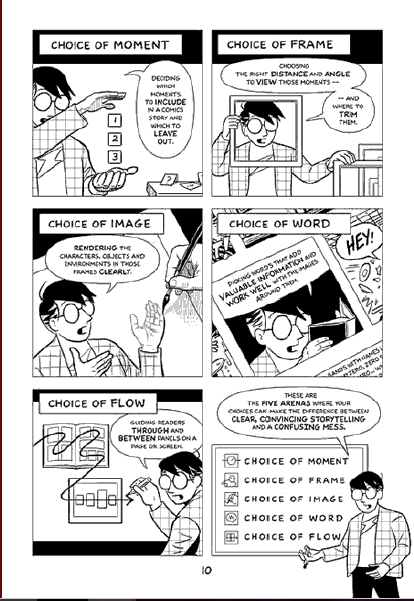 CHOICE OF MOMENT
DECIDING
WHICH
MOMENTS
TO INCLUDE
IN A COMICS
STORY AND
WHICH TO
LEAVE
OUT.
1
2
3
?
CHOICE OF FRAME
CHOOSING
THE RIGHT DISTANCE AND ANGLE
TO VIEW THOSE MOMENTS --
-- AND
WHERE TO
TRIM
THEM.
CHOICE OF IMAGE
RENDERING THE
CHARACTERS, OBJECTS AND
ENVIRONMENTS IN THOSE
FRAMES CLEARLY.
CHOICE OF WORD
PICKING WORDS THAT ADD
VALUABLE INFORMATION AND
WORK WELL WITH THE IMAGES
AROUND THEM.
HEY!
CHOICE OF FLOW
GUIDING READERS
THROUGH AND
BETWEEN PANELS ON A
PAGE OR SCREEN.
THESE ARE
THE FIVE ARENAS WHERE YOUR
CHOICES CAN MAKE THE DIFFERENCE BETWEEN
CLEAR, CONVINCING STORYTELLING
AND A CONFUSING MESS.
CHOICE OF MOMENT
CHOICE OF FRAME
CHOICE OF IMAGE
W CHOICE OF WORD
CHOICE OF FLOW
10